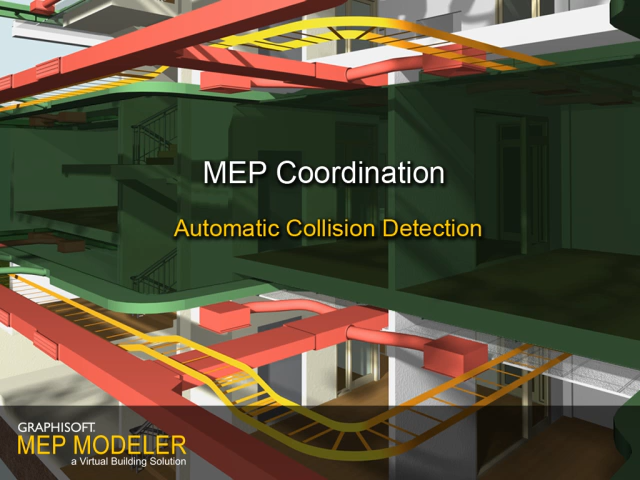 MEP Coordination
Automatic Collision Detection
GRAPHISOFT.
MEP MODELER
a Virtual Building Solution